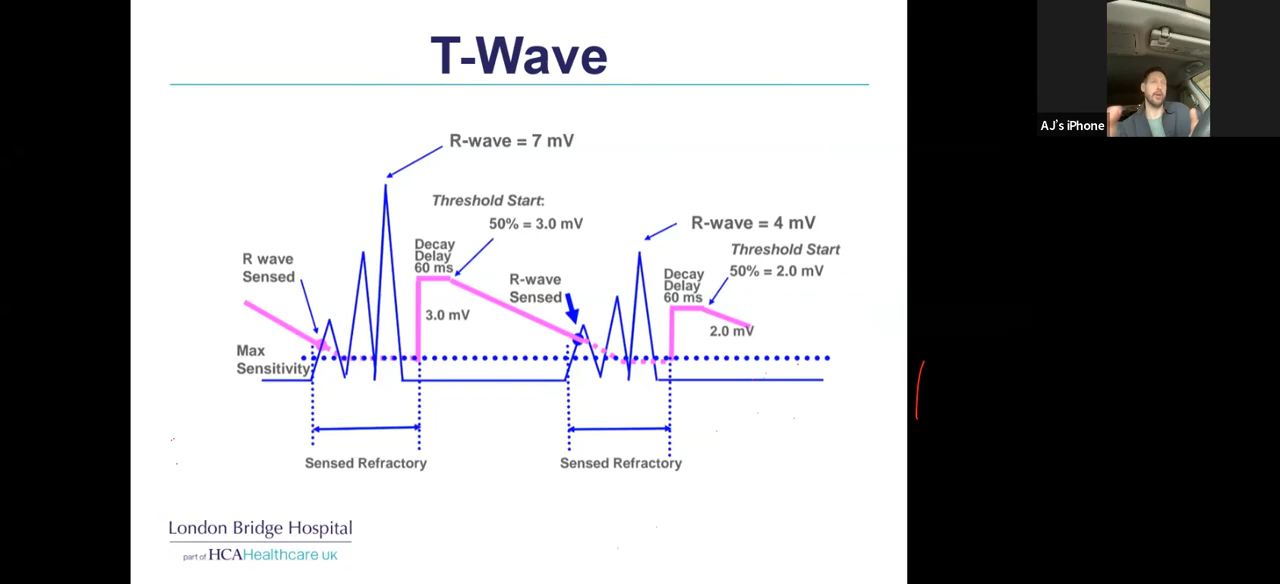 T-Wave
R-wave = 7 mV
Threshold Start:
50% = 3.0 mV
R-wave = 4 mV
Threshold Start
50% = 2.0 mV
R wave
Sensed
Decay
Delay
60 ms
R-wave
Sensed
Decay
Delay
60 ms
3.0 mV
2.0 mV
Max
Sensitivity
Sensed Refractory
Sensed Refractory
London Bridge Hospital
part of HCAHealthcare UK
AJ's iPhone